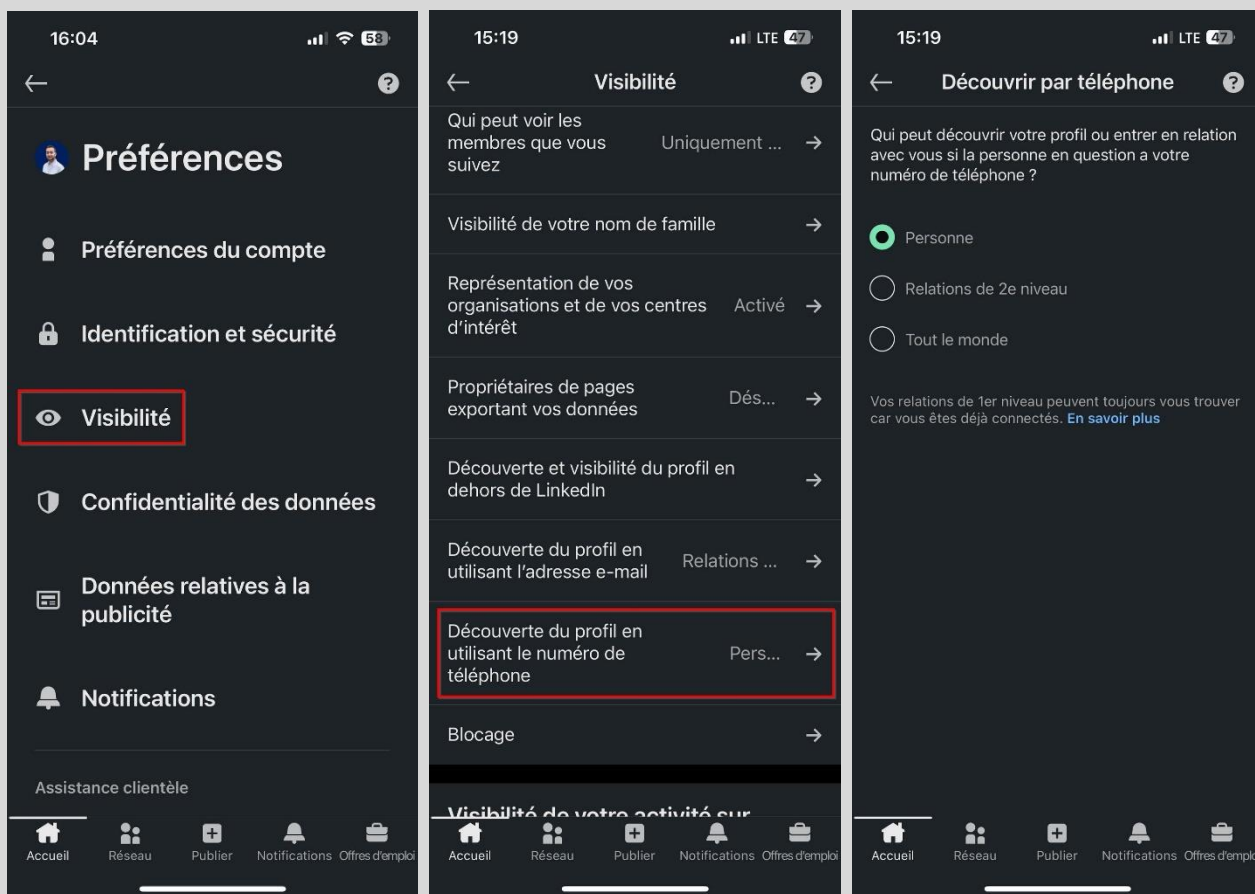 16:04
58
Préférences
Préférences du compte
Identification et sécurité
Visibilité
Confidentialité des données
Données relatives à la
publicité
Notifications
Assistance clientèle
Accueil
Réseau
Publier
Notifications
Offres d'emploi
15:19
LTE
47
Visibilité
Qui peut voir les
membres que vous
suivez
Uniquement ...
Visibilité de votre nom de famille
Représentation de vos
organisations et de vos centres
d'intérêt
Activé
Propriétaires de pages
exportant vos données
Dés...
Découverte et visibilité du profil en
dehors de LinkedIn
Découverte du profil en
utilisant l'adresse e-mail
Relations ...
Découverte du profil en
utilisant le numéro de
téléphone
Pers...
Blocage
Visibilité de votre activité sur
Accueil
Réseau
Publier
Notifications
Offres d'emploi
15:19
LTE
47
Découvrir par téléphone
Qui peut découvrir votre profil ou entrer en relation
avec vous si la personne en question a votre
numéro de téléphone ?
Personne
Relations de 2e niveau
Tout le monde
Vos relations de 1er niveau peuvent toujours vous trouver
car vous êtes déjà connectés. En savoir plus
Accueil
Réseau
Publier
Notifications
Offres d'emplo